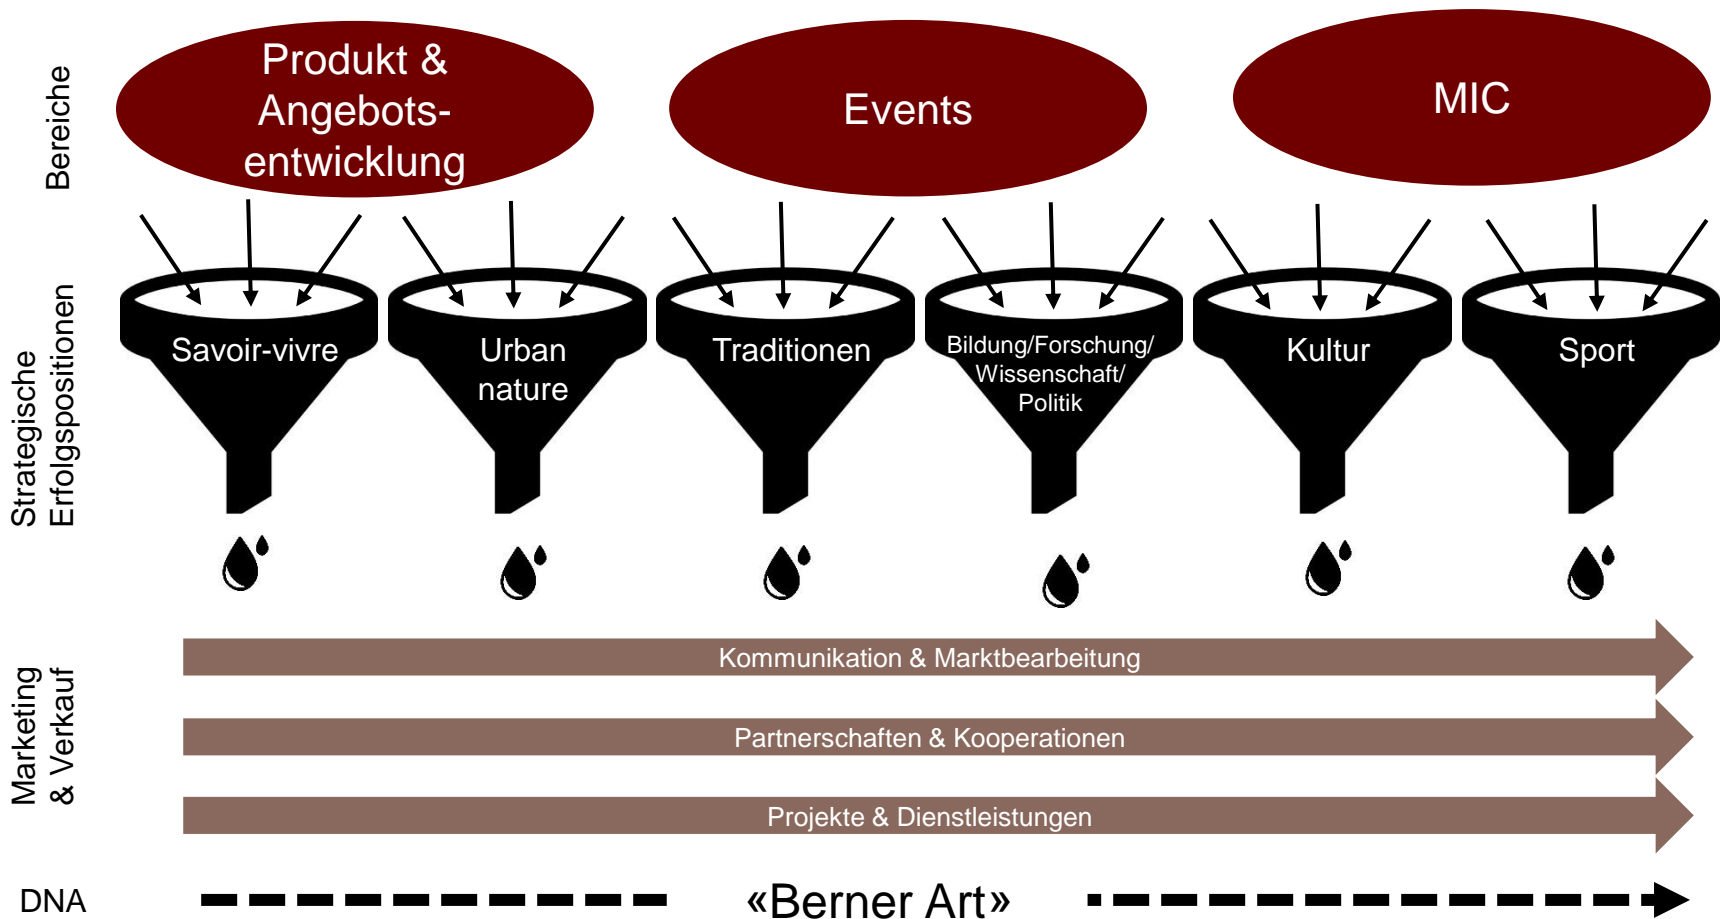 Bereiche
Produkt &
Angebots-
entwicklung
Events
MIC
Strategische
Erfolgspositionen
Savoir-vivre
Urban
nature
Traditionen
Bildung/Forschung/
Wissenschaft/
Politik
Kultur
Sport
Marketing
& Verkauf
Kommunikation & Marktbearbeitung
Partnerschaften & Kooperationen
Projekte & Dienstleistungen
DNA
«Berner Art»